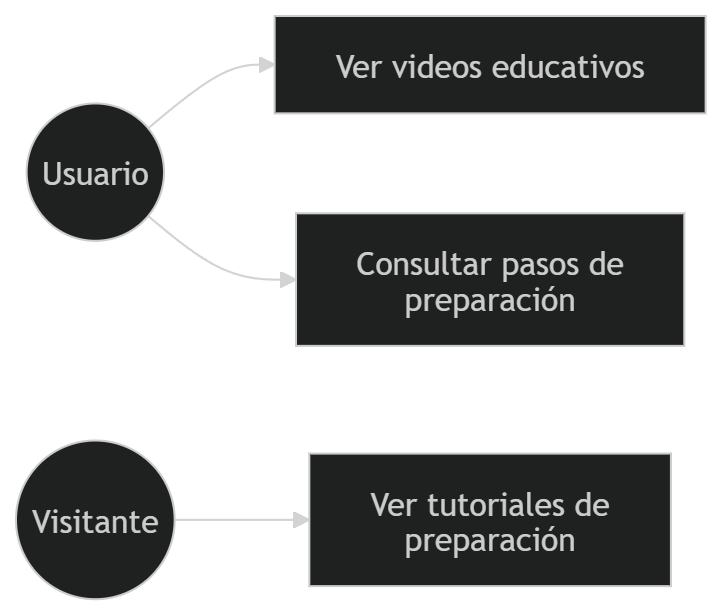 Ver videos educativos
Usuario
Consultar pasos de
preparación
Visitante
Ver tutoriales de
preparación